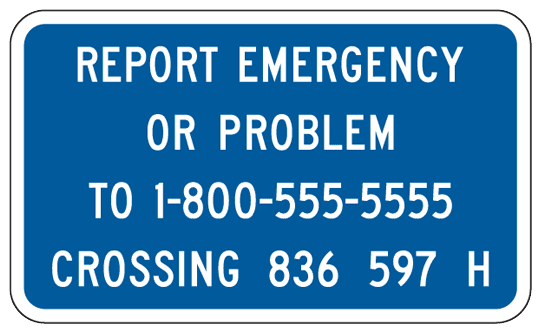 REPORT EMERGENCY
OR PROBLEM
TO 1-800-555-5555
CROSSING 836 597 H